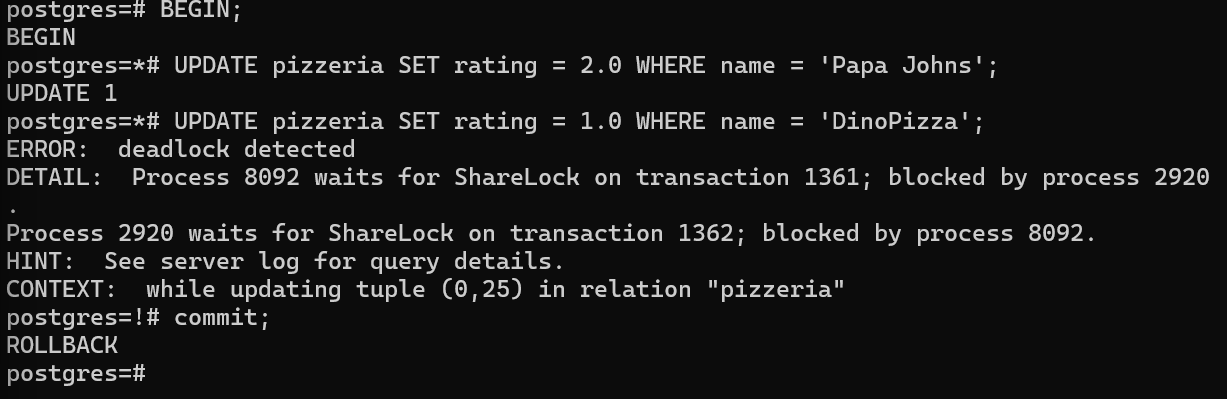 postgres=# BEGIN;
BEGIN
postgres=*# UPDATE pizzeria SET rating = 2.0 WHERE name = 'Papa Johns';
UPDATE 1
postgres=*# UPDATE pizzeria SET rating = 1.0 WHERE name = 'DinoPizza';
ERROR:  deadlock detected
DETAIL:  Process 8092 waits for ShareLock on transaction 1361; blocked by process 2920
.
Process 2920 waits for ShareLock on transaction 1362; blocked by process 8092.
HINT:  See server log for query details.
CONTEXT:  while updating tuple (0,25) in relation "pizzeria"
postgres=!# commit;
ROLLBACK
postgres=#